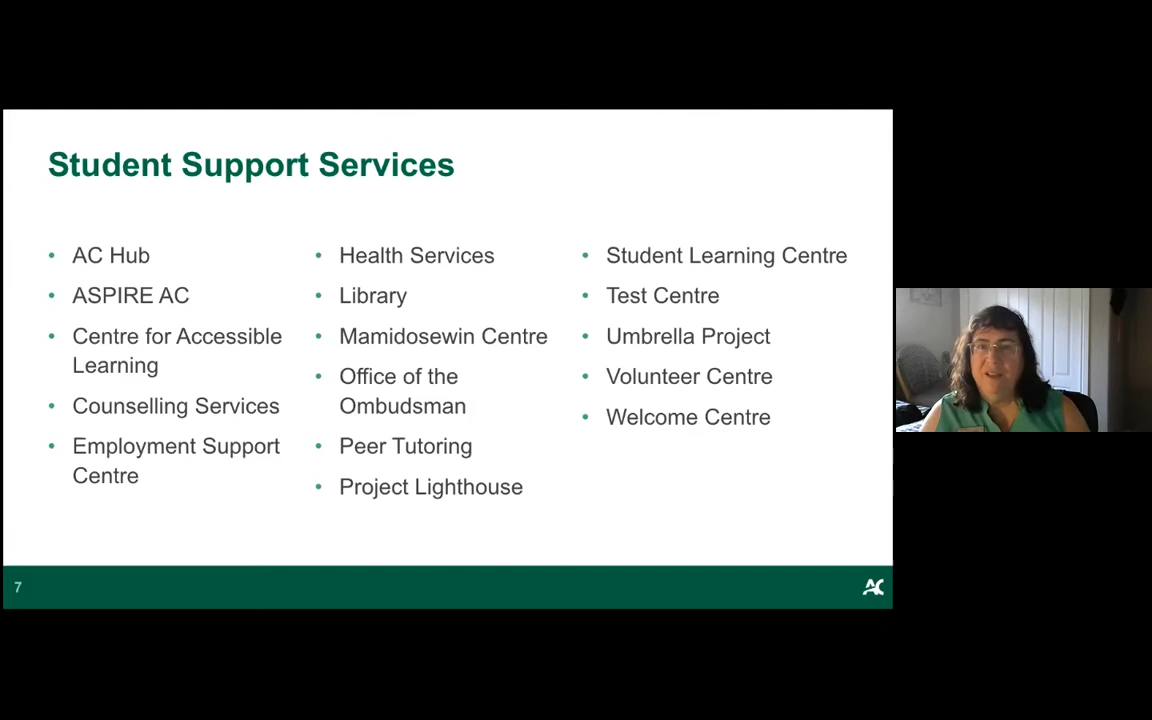 Student Support Services
AC Hub
ASPIRE AC
Centre for Accessible
Learning
Counselling Services
Employment Support
Centre
Health Services
Library
Mamidosewin Centre
Office of the
Ombudsman
Peer Tutoring
Project Lighthouse
Student Learning Centre
Test Centre
Umbrella Project
Volunteer Centre
Welcome Centre
7
AC